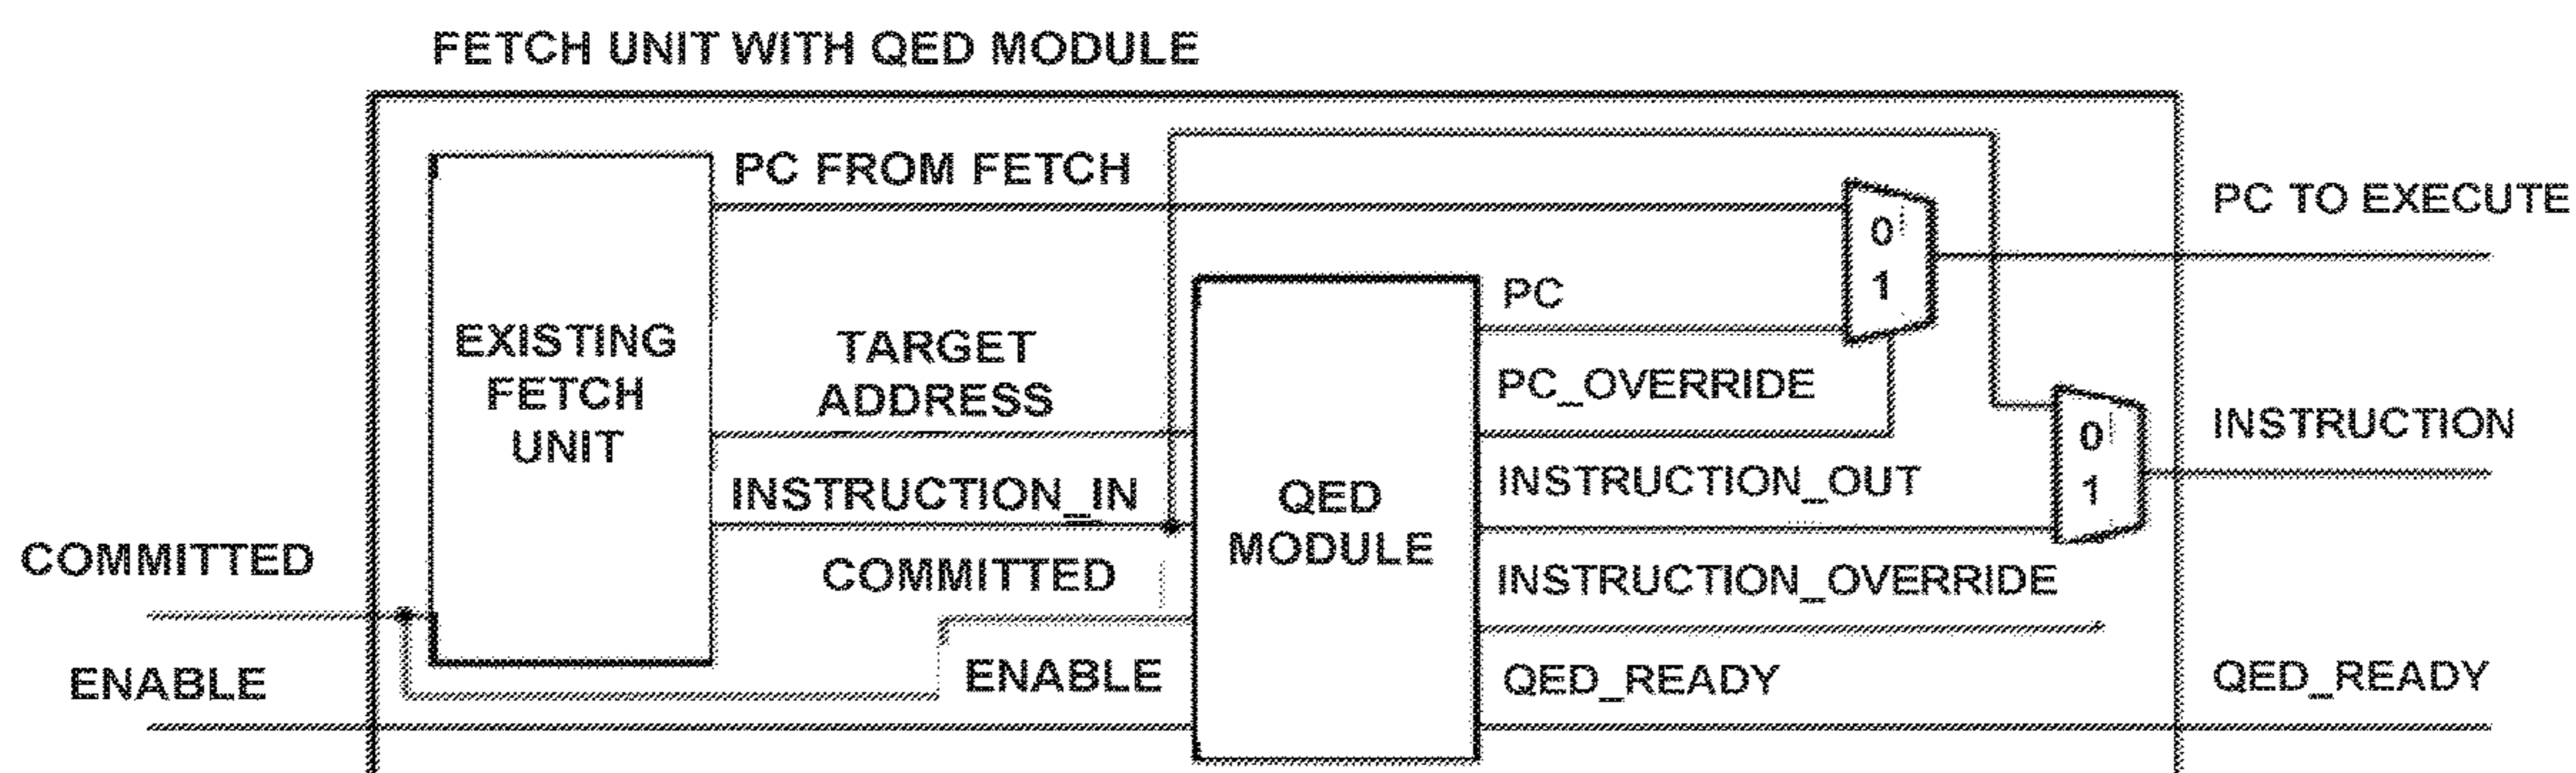 FETCH UNIT WITH QED MODULE
PC FROM FETCH
PC TO EXECUTE
0
1
PC
EXISTING
FETCH
UNIT
TARGET
ADDRESS
PC_OVERRIDE
INSTRUCTION
0
1
INSTRUCTION_IN
QED
MODULE
INSTRUCTION_OUT
COMMITTED
COMMITTED
INSTRUCTION_OVERRIDE
ENABLE
ENABLE
QED_READY
QED_READY